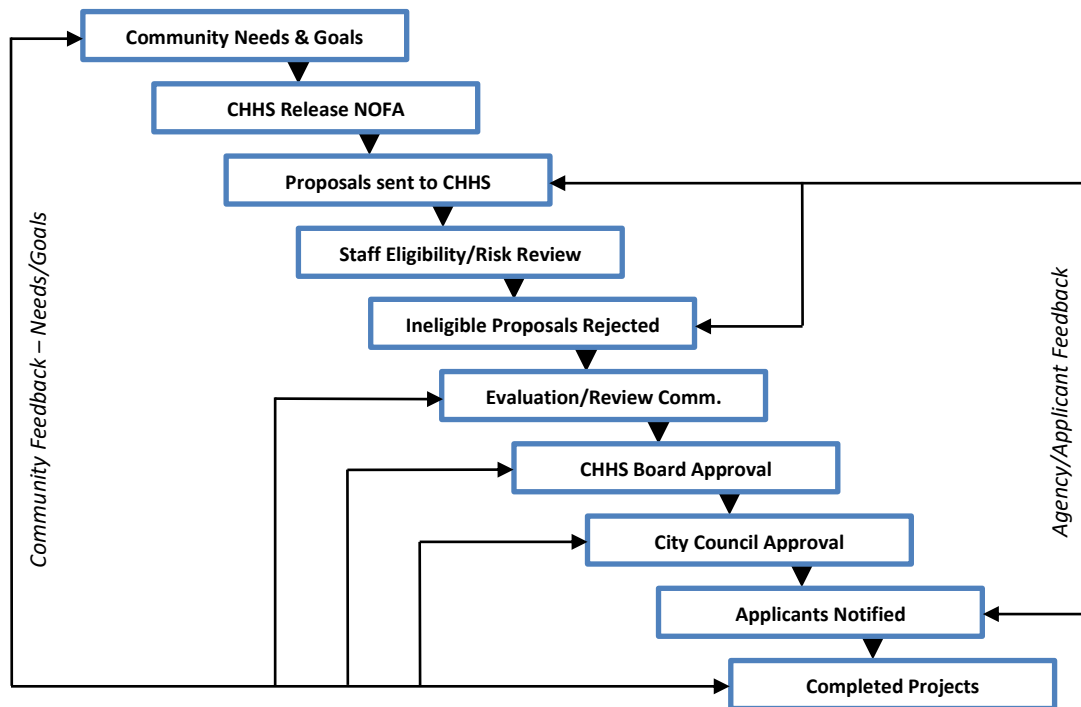 Community Needs & Goals
CHHS Release NOFA
Proposals sent to CHHS
Staff Eligibility/Risk Review
Ineligible Proposals Rejected
Evaluation/Review Comm.
CHHS Board Approval
City Council Approval
Applicants Notified
Completed Projects
Community Feedback – Needs/Goals
Agency/Applicant Feedback